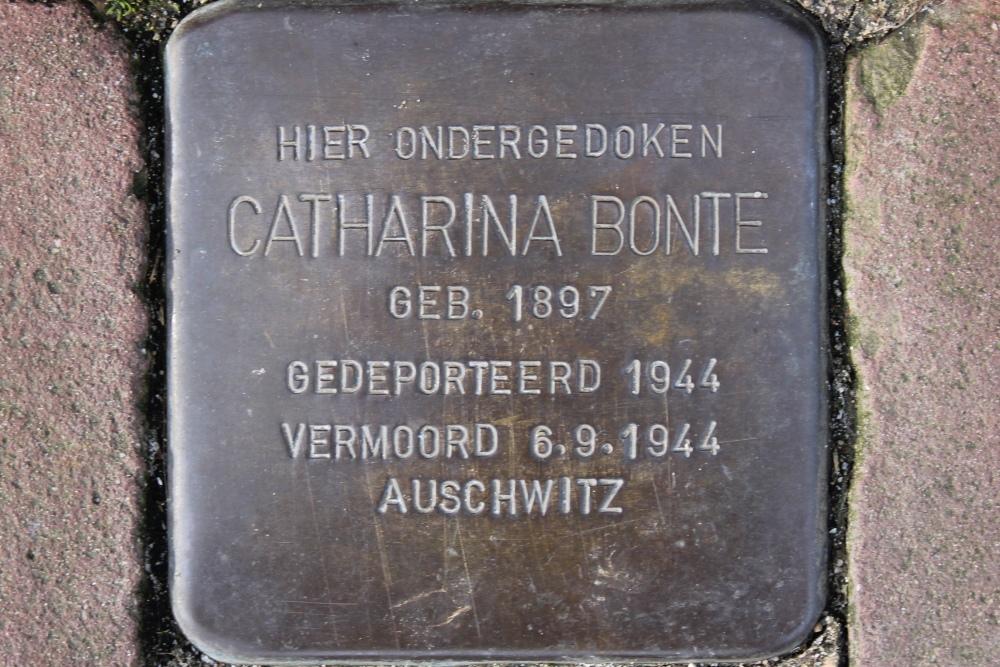 HIER ONDERGEDOKEN
CATHARINA BONTE
GEB. 1897
GEDEPORTEERD 1944
VERMOORD 6.9.1944
AUSCHWITZ